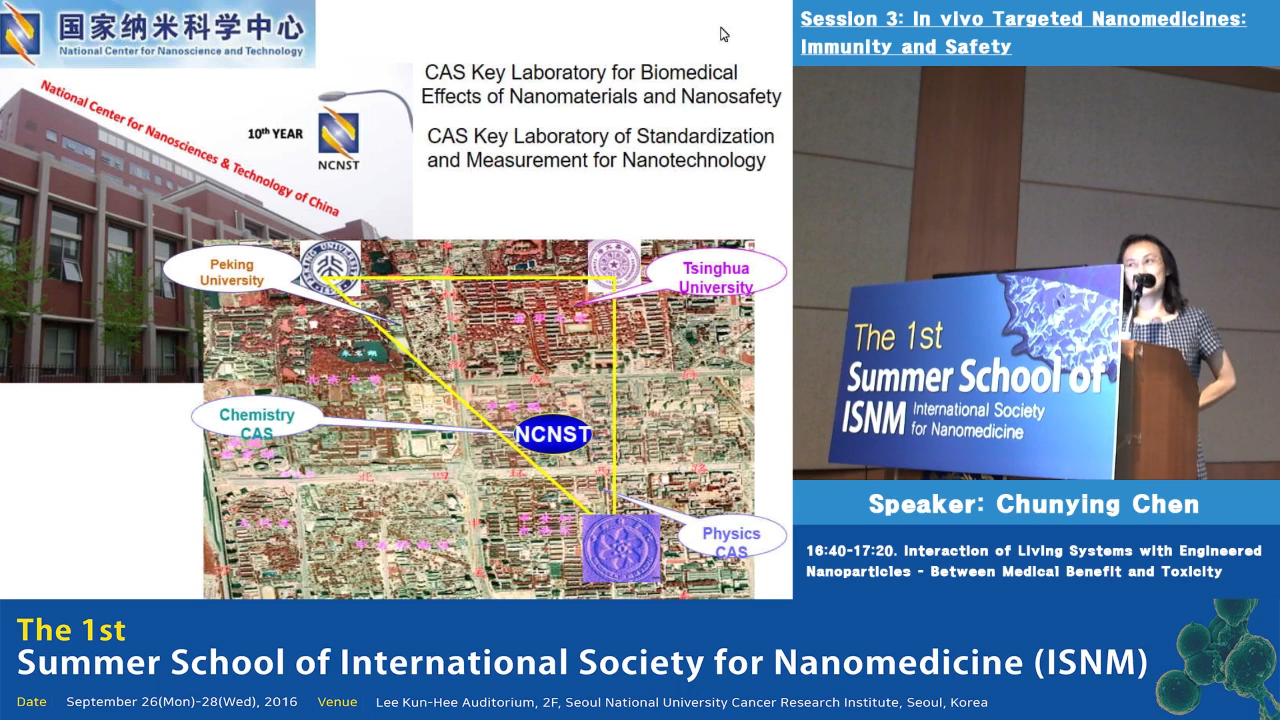 国家纳米科学中心
National Center for Nanoscience and Technology
National Center for Nanosciences & Technology of China
10th YEAR
NCNST
CAS Key Laboratory for Biomedical
Effects of Nanomaterials and Nanosafety
CAS Key Laboratory of Standardization
and Measurement for Nanotechnology
Peking
University
Tsinghua
University
Chemistry
CAS
NCNST
Physics
CAS
Session 3: In vivo Targeted Nanomedicines:
Immunity and Safety
The 1st
Summer School of
ISNM
International Society
for Nanomedicine
Speaker: Chunying Chen
16:40-17:20. Interaction of Living Systems with Engineered
Nanoparticles - Between Medical Benefit and Toxicity
The 1st
Summer School of International Society for Nanomedicine (ISNM)
Date September 26(Mon)-28(Wed), 2016 Venue Lee Kun-Hee Auditorium, 2F, Seoul National University Cancer Research Institute, Seoul, Korea